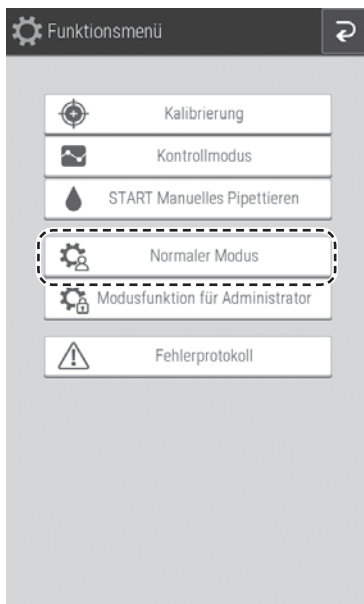 Funktionsmenü
Kalibrierung
Kontrollmodus
START Manuelles Pipettieren
Normaler Modus
Modusfunktion für Administrator
Fehlerprotokoll